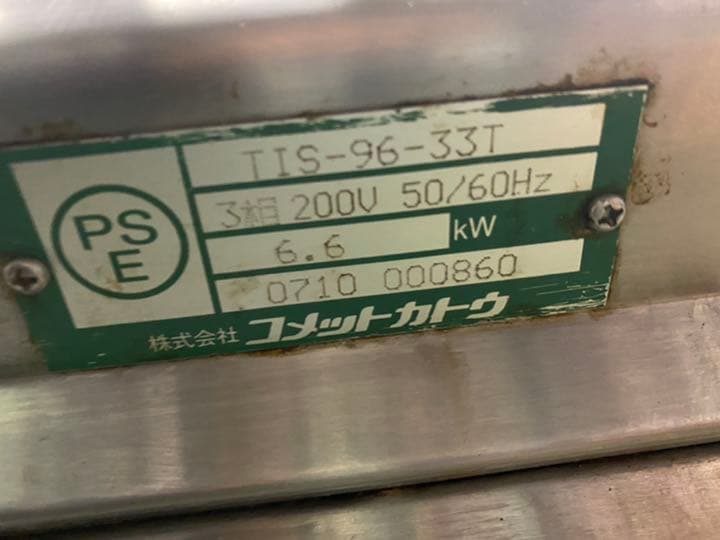 PS
E
TIS-96-33T
3相 200V 50/60Hz
6.6 kW
0710 000860
株式会社 コメットカトウ